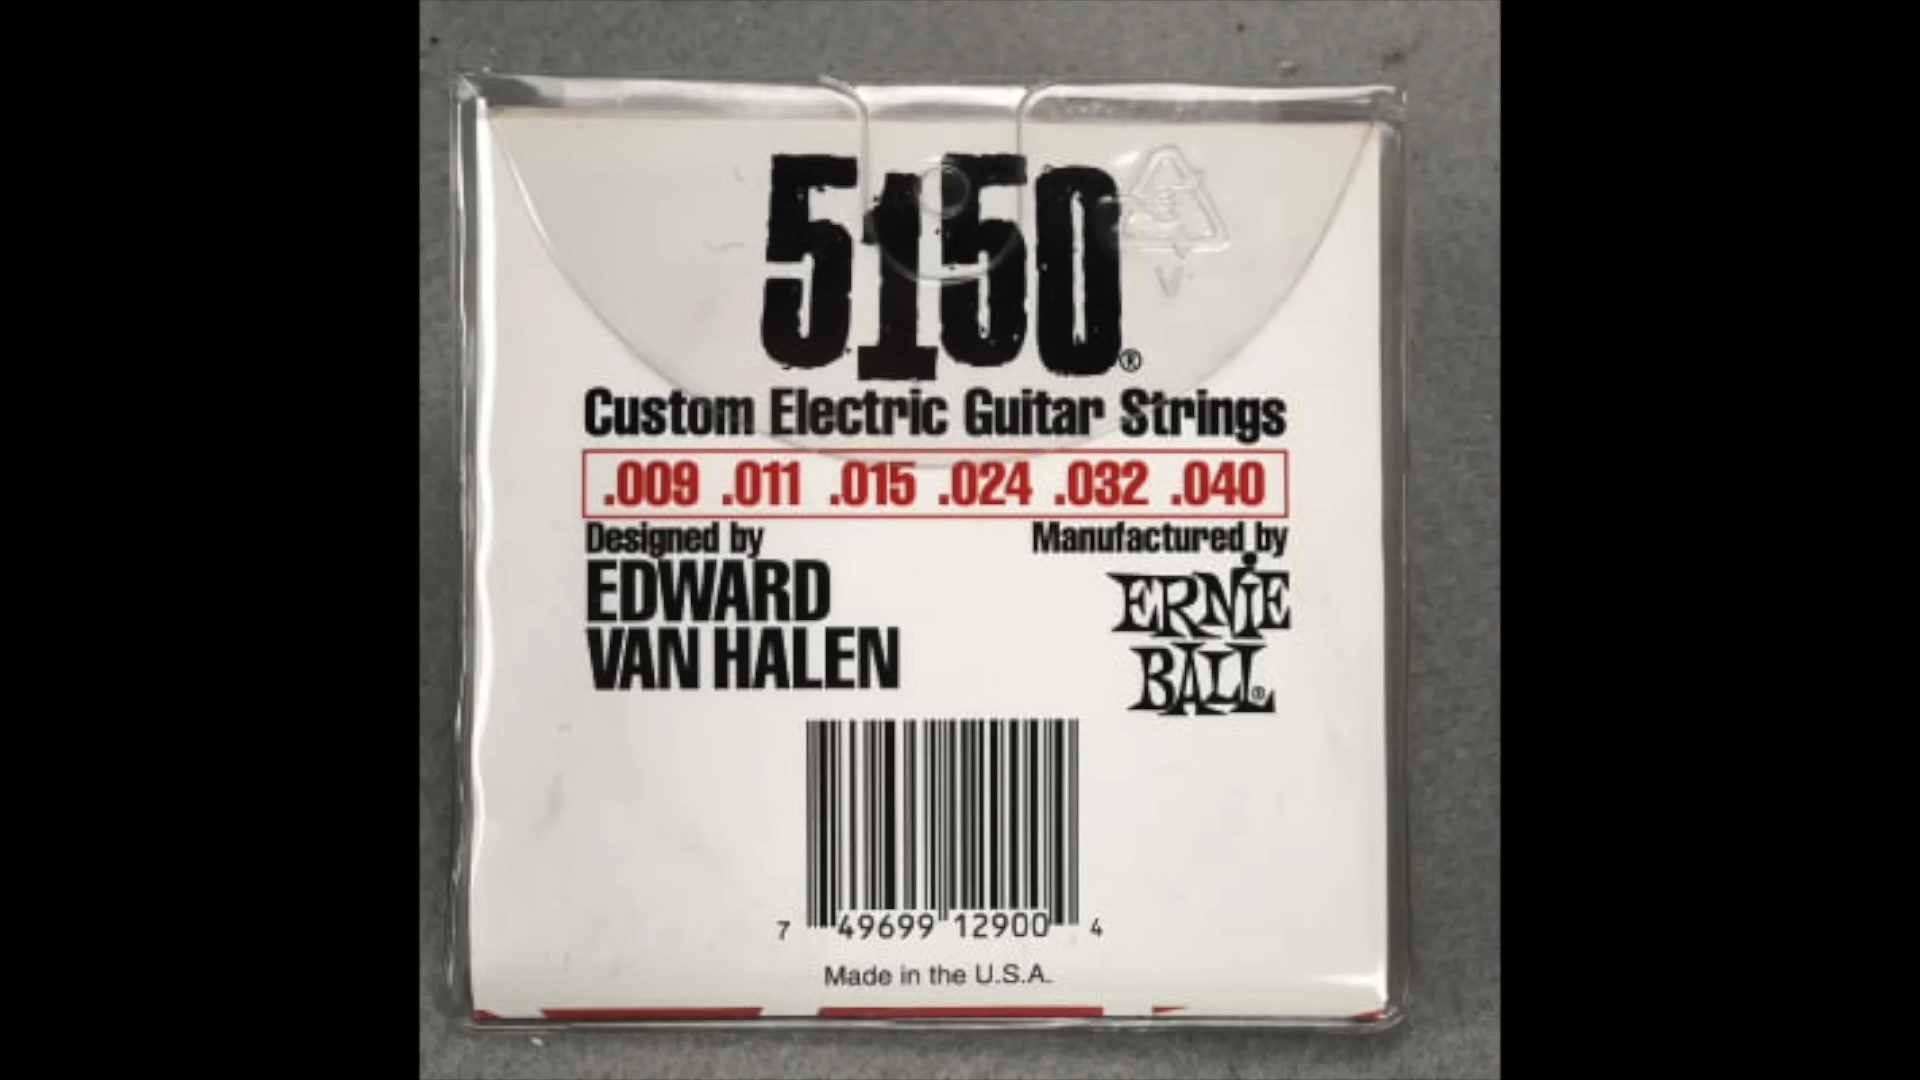 5150®
Custom Electric Guitar Strings
.009 .011 .015 .024 .032 .040
Designed by
EDWARD
VAN HALEN
Manufactured by
ERNiE
BALL®
7 49699 12900 4
Made in the U.S.A.